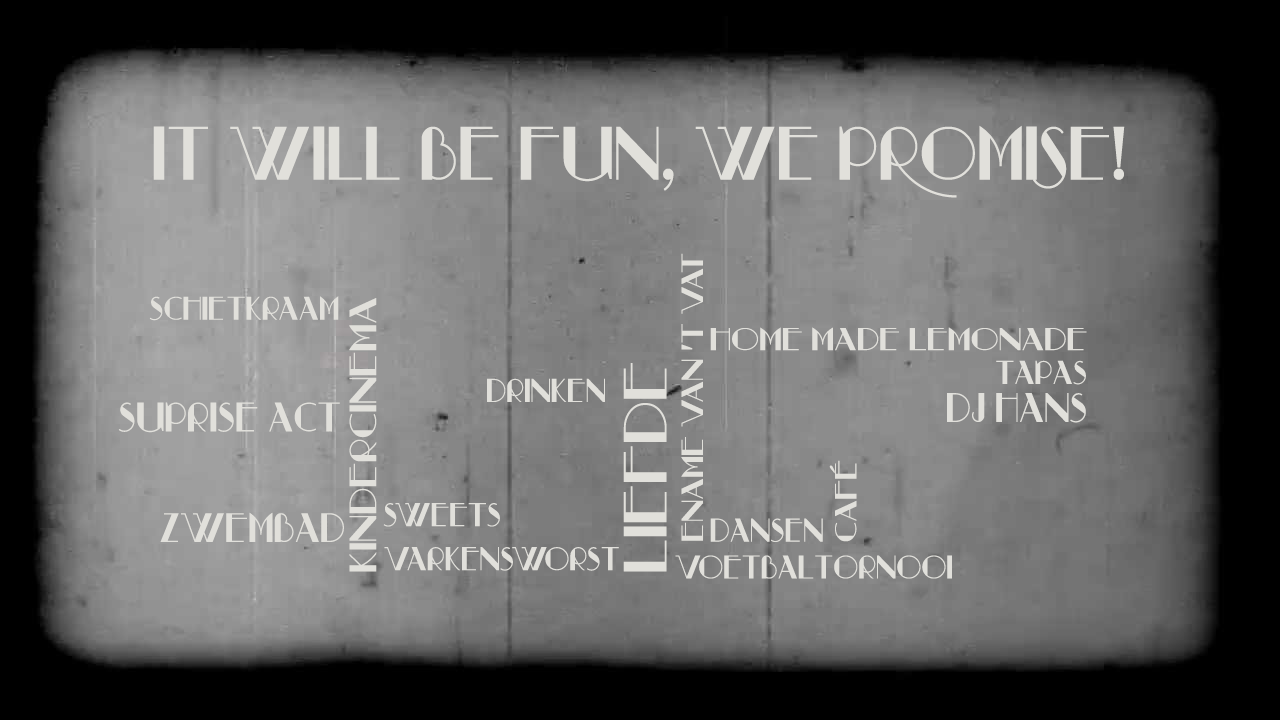 IT WILL BE FUN, WE PROMISE!
SCHIETKRAAM
SUPRISE ACT
ZWEMBAD
KINDERCINEMA
SWEETS
VARKENSWORST
DRINKEN
LIEFDE
ENAME VAN'T VAT
HOME MADE LEMONADE
TAPAS
DJ HANS
DANSEN
CAFÉ
VOETBALTORNOOI